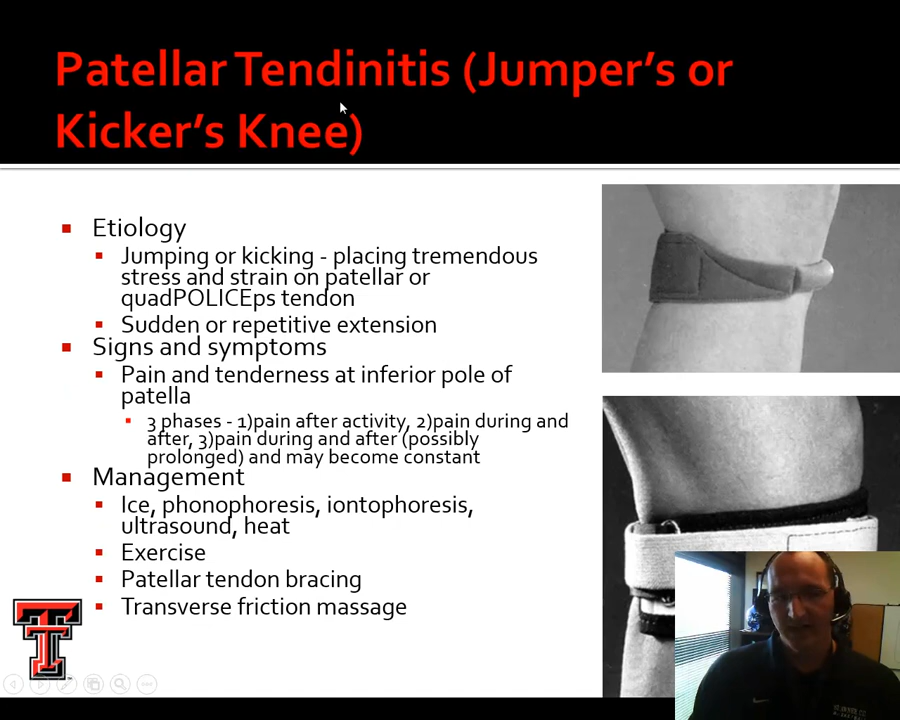 Patellar Tendinitis (Jumper's or
Kicker's Knee)
Etiology
Jumping or kicking - placing tremendous
stress and strain on patellar or
quadPOLICEps tendon
Sudden or repetitive extension
Signs and symptoms
Pain and tenderness at inferior pole of
patella
3 phases - 1)pain after activity, 2)pain during and
after, 3)pain during and after (possibly
prolonged) and may become constant
Management
Ice, phonophoresis, iontophoresis,
ultrasound, heat
Exercise
Patellar tendon bracing
Transverse friction massage